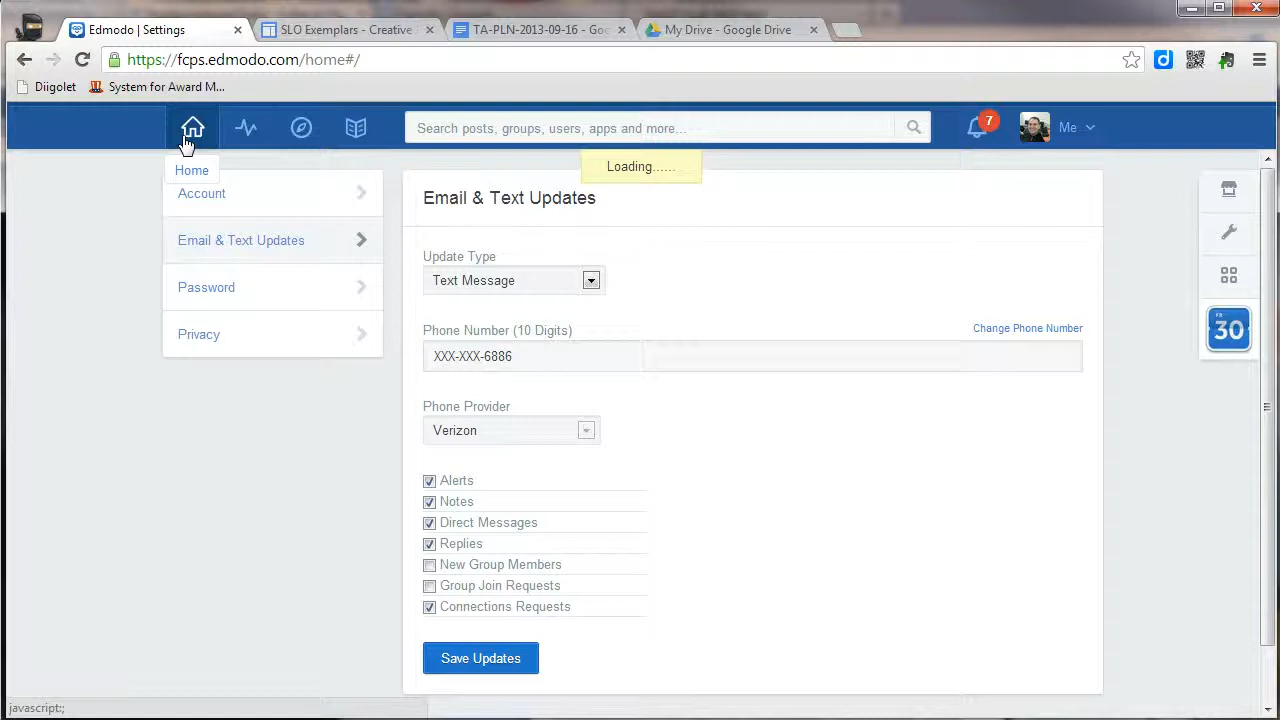 Edmodo | Settings
SLO Exemplars - Creative
TA-PLN-2013-09-16 - Goo
My Drive - Google Drive
https://fcps.edmodo.com/home#/
Diigolet
System for Award M...
Search posts, groups, users, apps and more...
7
Me
Loading......
Home
Account
Email & Text Updates
Password
Privacy
Email & Text Updates
Update Type
Text Message
Phone Number (10 Digits)
Change Phone Number
XXX-XXX-6886
Phone Provider
Verizon
Alerts
Notes
Direct Messages
Replies
New Group Members
Group Join Requests
Connections Requests
Save Updates
FR
30
javascript:;